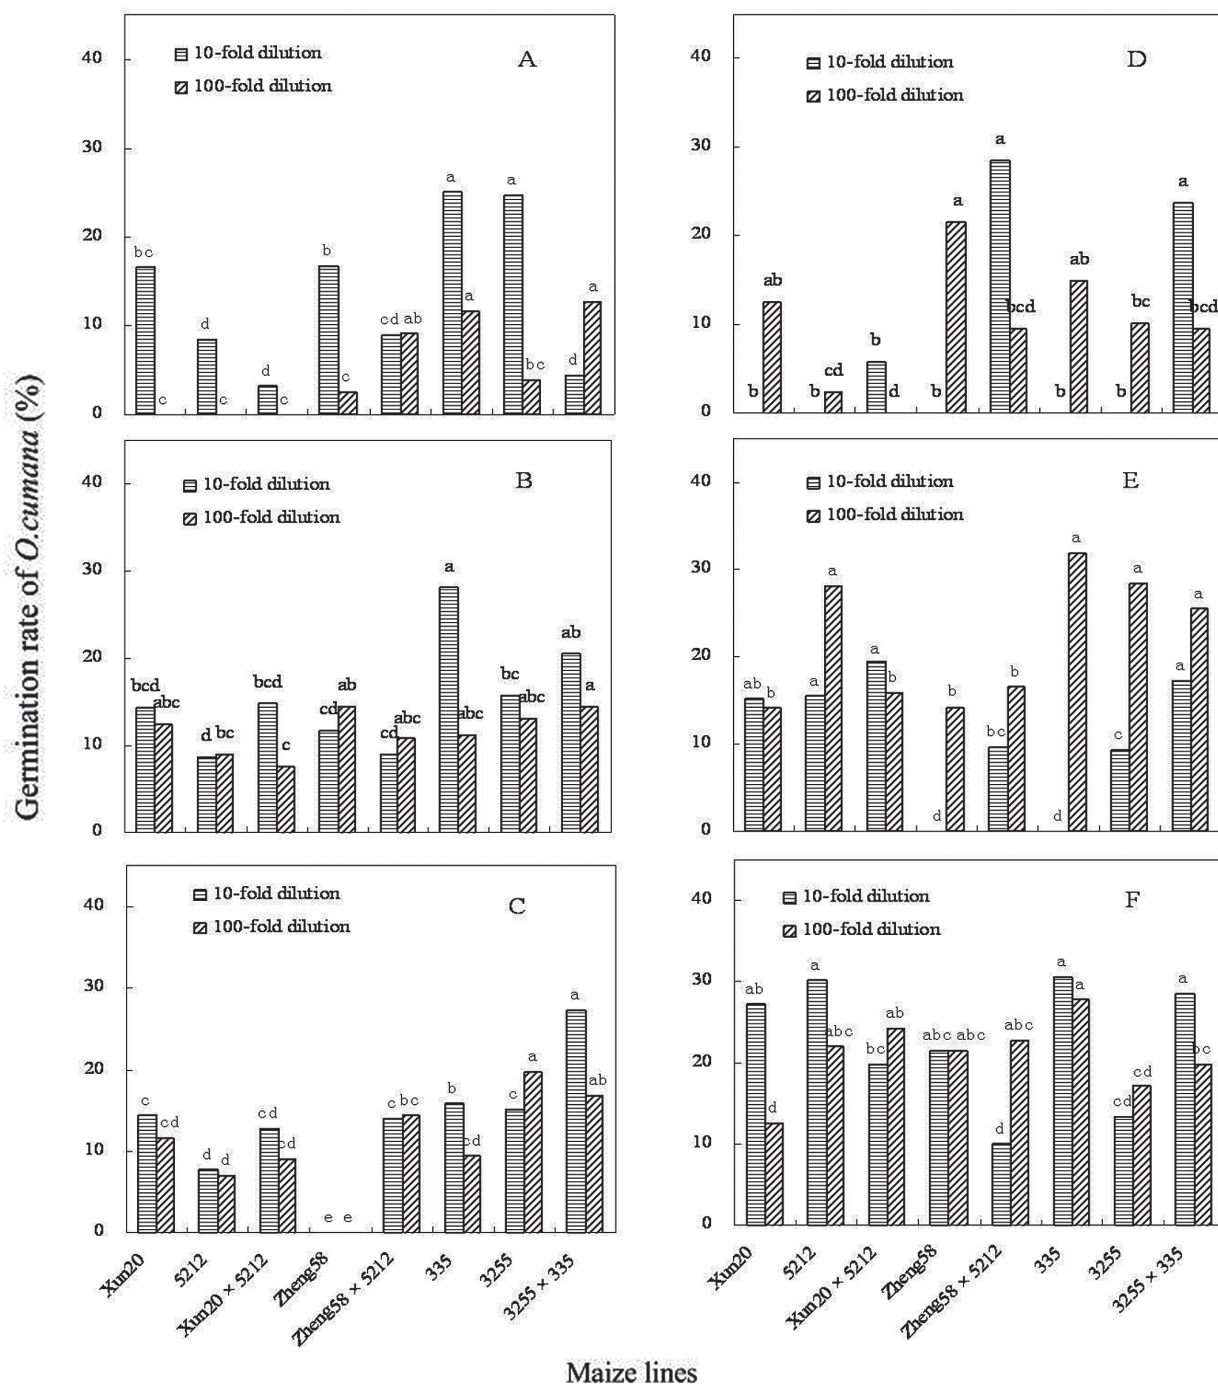 Germination rate of O.cumana (%)
A
10-fold dilution
100-fold dilution
40
30
20
10
0
bc c d c d c b c cd ab a a a bc d a
B
10-fold dilution
100-fold dilution
40
30
20
10
0
bcd abc d bc bcd c cd ab cd abc a abc bc abc ab a
C
10-fold dilution
100-fold dilution
40
30
20
10
0
c cd d d cd cd e e c bc b cd c a a ab
Xun20
5212
Xun20 × 5212
Zheng58
Zheng58 × 5212
335
3255
3255 × 335
D
10-fold dilution
100-fold dilution
40
30
20
10
0
b ab b cd b d b a a bcd b ab b bc a bcd
E
10-fold dilution
100-fold dilution
40
30
20
10
0
ab b a a a b d b bc b d a c a a a
F
10-fold dilution
100-fold dilution
40
30
20
10
0
ab d a abc bc ab abc abc d abc a a cd cd a bc
Xun20
5212
Xun20 × 5212
Zheng58
Zheng58 × 5212
335
3255
3255 × 335
Maize lines